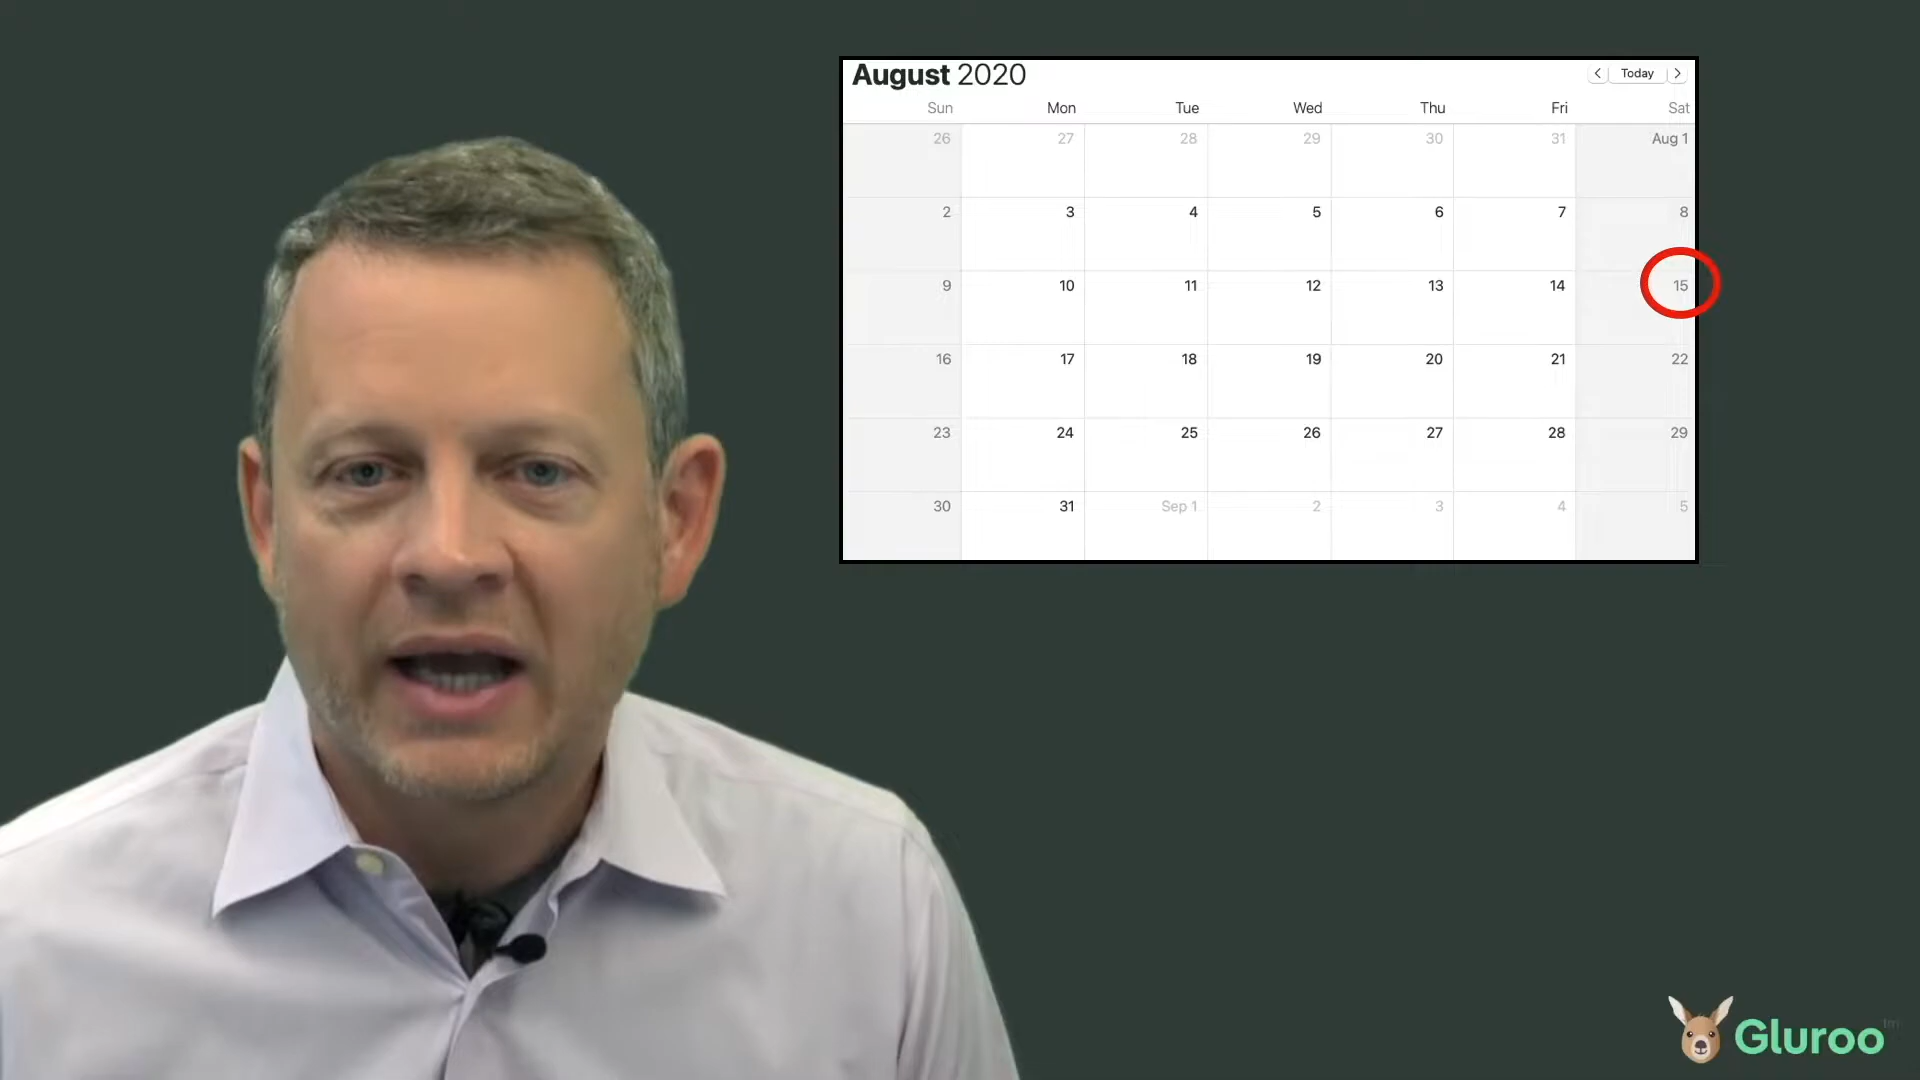 August 2020
< Today >
Sun Mon Tue Wed Thu Fri Sat
26 27 28 29 30 31 Aug 1
2 3 4 5 6 7 8
9 10 11 12 13 14 15
16 17 18 19 20 21 22
23 24 25 26 27 28 29
30 31 Sep 1 2 3 4 5
Gluroo™